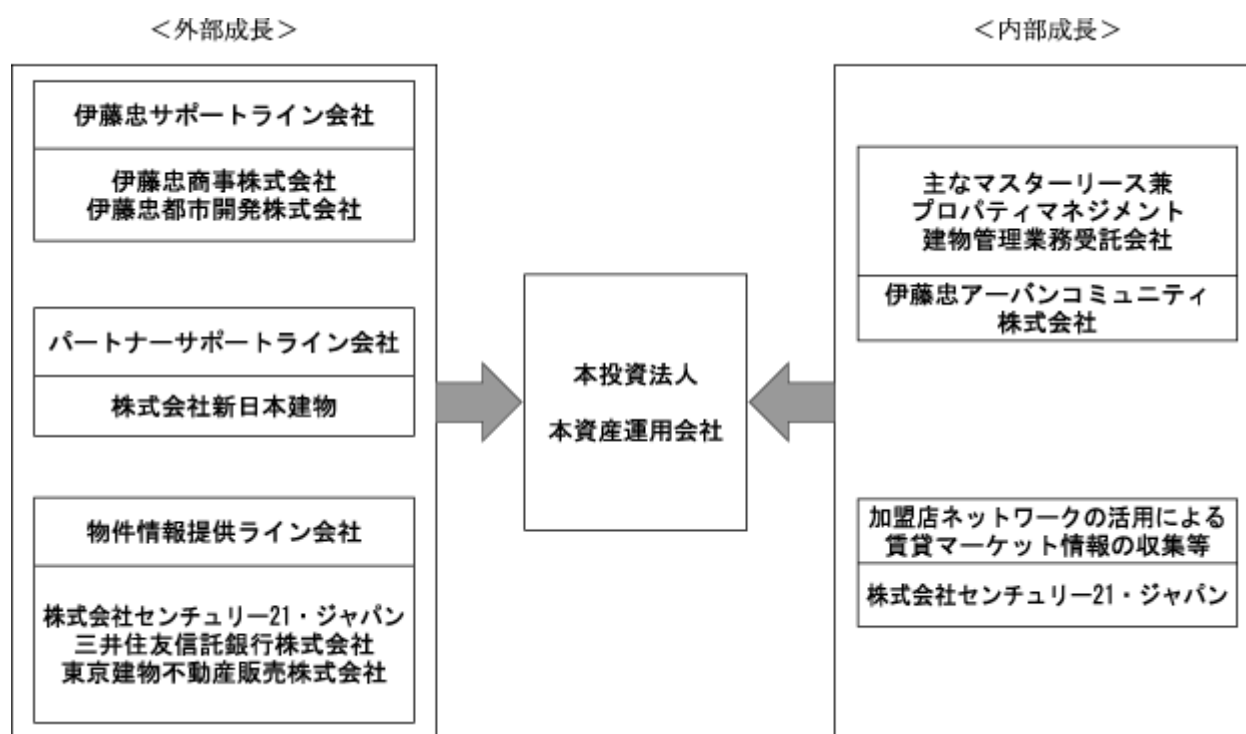 <外部成長>
伊藤忠サポートライン会社
伊藤忠商事株式会社
伊藤忠都市開発株式会社
パートナーサポートライン会社
株式会社新日本建物
物件情報提供ライン会社
株式会社センチュリー21・ジャパン
三井住友信託銀行株式会社
東京建物不動産販売株式会社
本投資法人
本資産運用会社
<内部成長>
主なマスターリース兼
プロパティマネジメント
建物管理業務受託会社
伊藤忠アーバンコミュニティ
株式会社
加盟店ネットワークの活用による
賃貸マーケット情報の収集等
株式会社センチュリー21・ジャパン